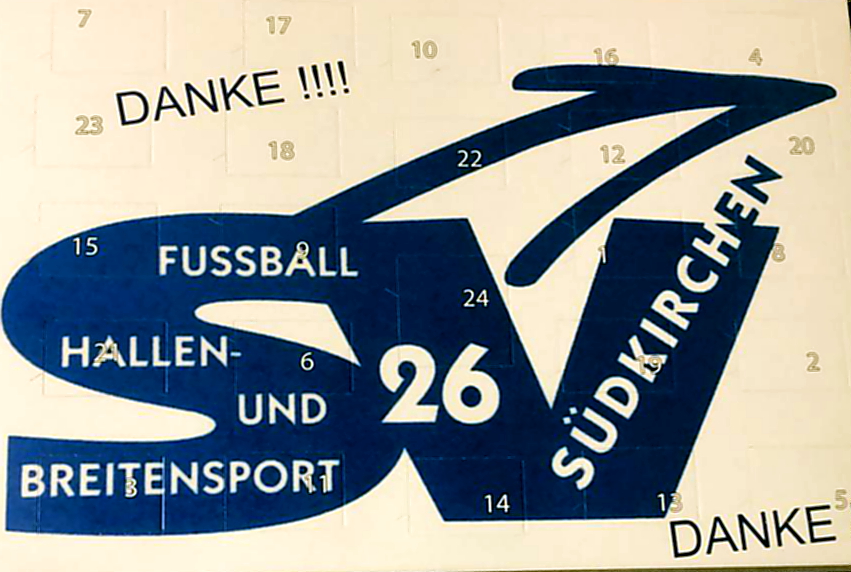 7 17 10 16 4
DANKE !!!!
23 18 22 12 20
15 9 1 8
FUSSBALL
24
HALLEN-
21 6 19 2
UND
26
SÜDKIRCHEN
BREITENSPORT
3 11 14 13 5
DANKE